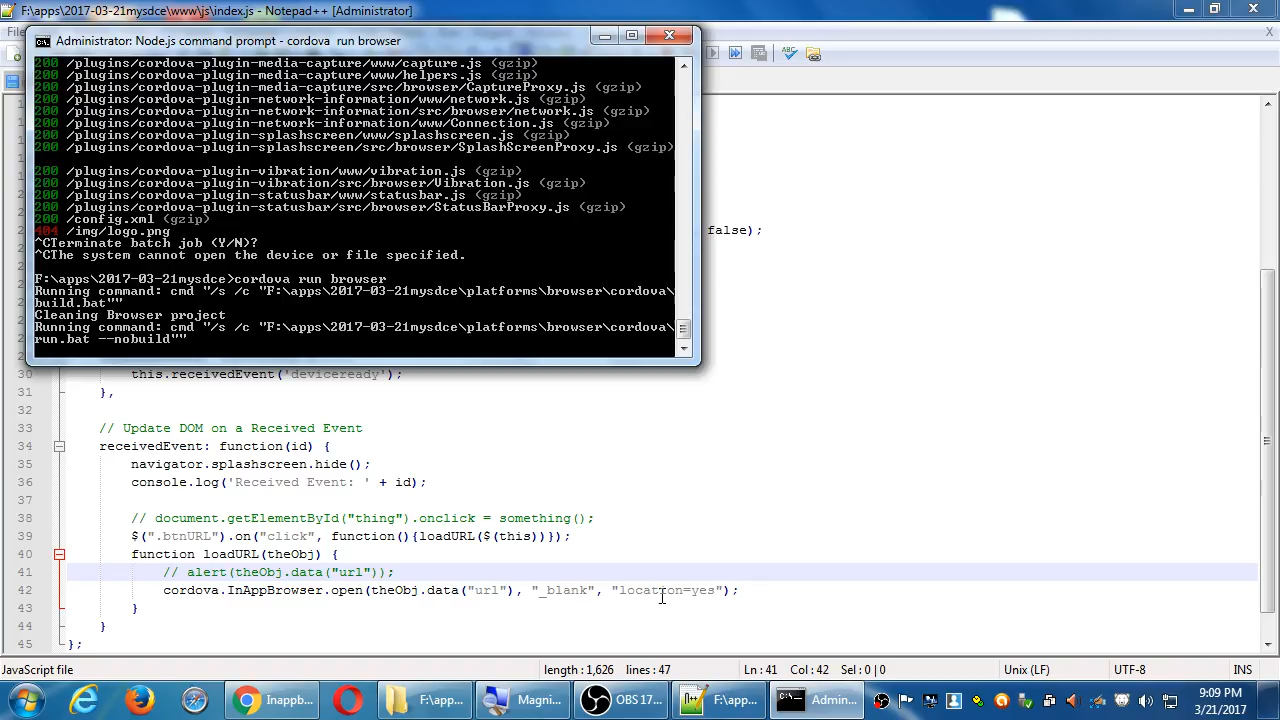 F:\apps\2017-03-21mysdce\www\js\index.js - Notepad++ [Administrator]
Administrator: Node.js command prompt - cordova  run browser
200 /plugins/cordova-plugin-media-capture/www/capture.js (gzip)
200 /plugins/cordova-plugin-media-capture/www/helpers.js (gzip)
200 /plugins/cordova-plugin-media-capture/src/browser/CaptureProxy.js (gzip)
200 /plugins/cordova-plugin-network-information/www/network.js (gzip)
200 /plugins/cordova-plugin-network-information/src/browser/network.js (gzip)
200 /plugins/cordova-plugin-network-information/www/Connection.js (gzip)
200 /plugins/cordova-plugin-splashscreen/www/splashscreen.js (gzip)
200 /plugins/cordova-plugin-splashscreen/src/browser/SplashScreenProxy.js (gzip)
200 /plugins/cordova-plugin-vibration/www/vibration.js (gzip)
200 /plugins/cordova-plugin-vibration/src/browser/Vibration.js (gzip)
200 /plugins/cordova-plugin-statusbar/www/statusbar.js (gzip)
200 /plugins/cordova-plugin-statusbar/src/browser/StatusBarProxy.js (gzip)
200 /config.xml (gzip)
404 /img/logo.png
^CTerminate batch job (Y/N)?
^CThe system cannot open the device or file specified.
F:\apps\2017-03-21mysdce>cordova run browser
Running command: cmd "/s /c "F:\apps\2017-03-21mysdce\platforms\browser\cordova\
build.bat""
Cleaning Browser project
Running command: cmd "/s /c "F:\apps\2017-03-21mysdce\platforms\browser\cordova\
run.bat --nobuild""
false);
30 this.receivedEvent('deviceready');
31 },
32
33 // Update DOM on a Received Event
34 receivedEvent: function(id) {
35 navigator.splashscreen.hide();
36 console.log('Received Event: ' + id);
37
38 // document.getElementById("thing").onclick = something();
39 $(".btnURL").on("click", function(){loadURL($(this))});
40 function loadURL(theObj) {
41 // alert(theObj.data("url"));
42 cordova.InAppBrowser.open(theObj.data("url"), "_blank", "location=yes");
43 }
44 }
45 };
JavaScript file length : 1,626 lines : 47 Ln : 41 Col : 42 Sel : 0 | 0 Unix (LF) UTF-8 INS
Inappb... F:\app... Magni... OBS 17.... F:\app... Admin... 9:09 PM
3/21/2017